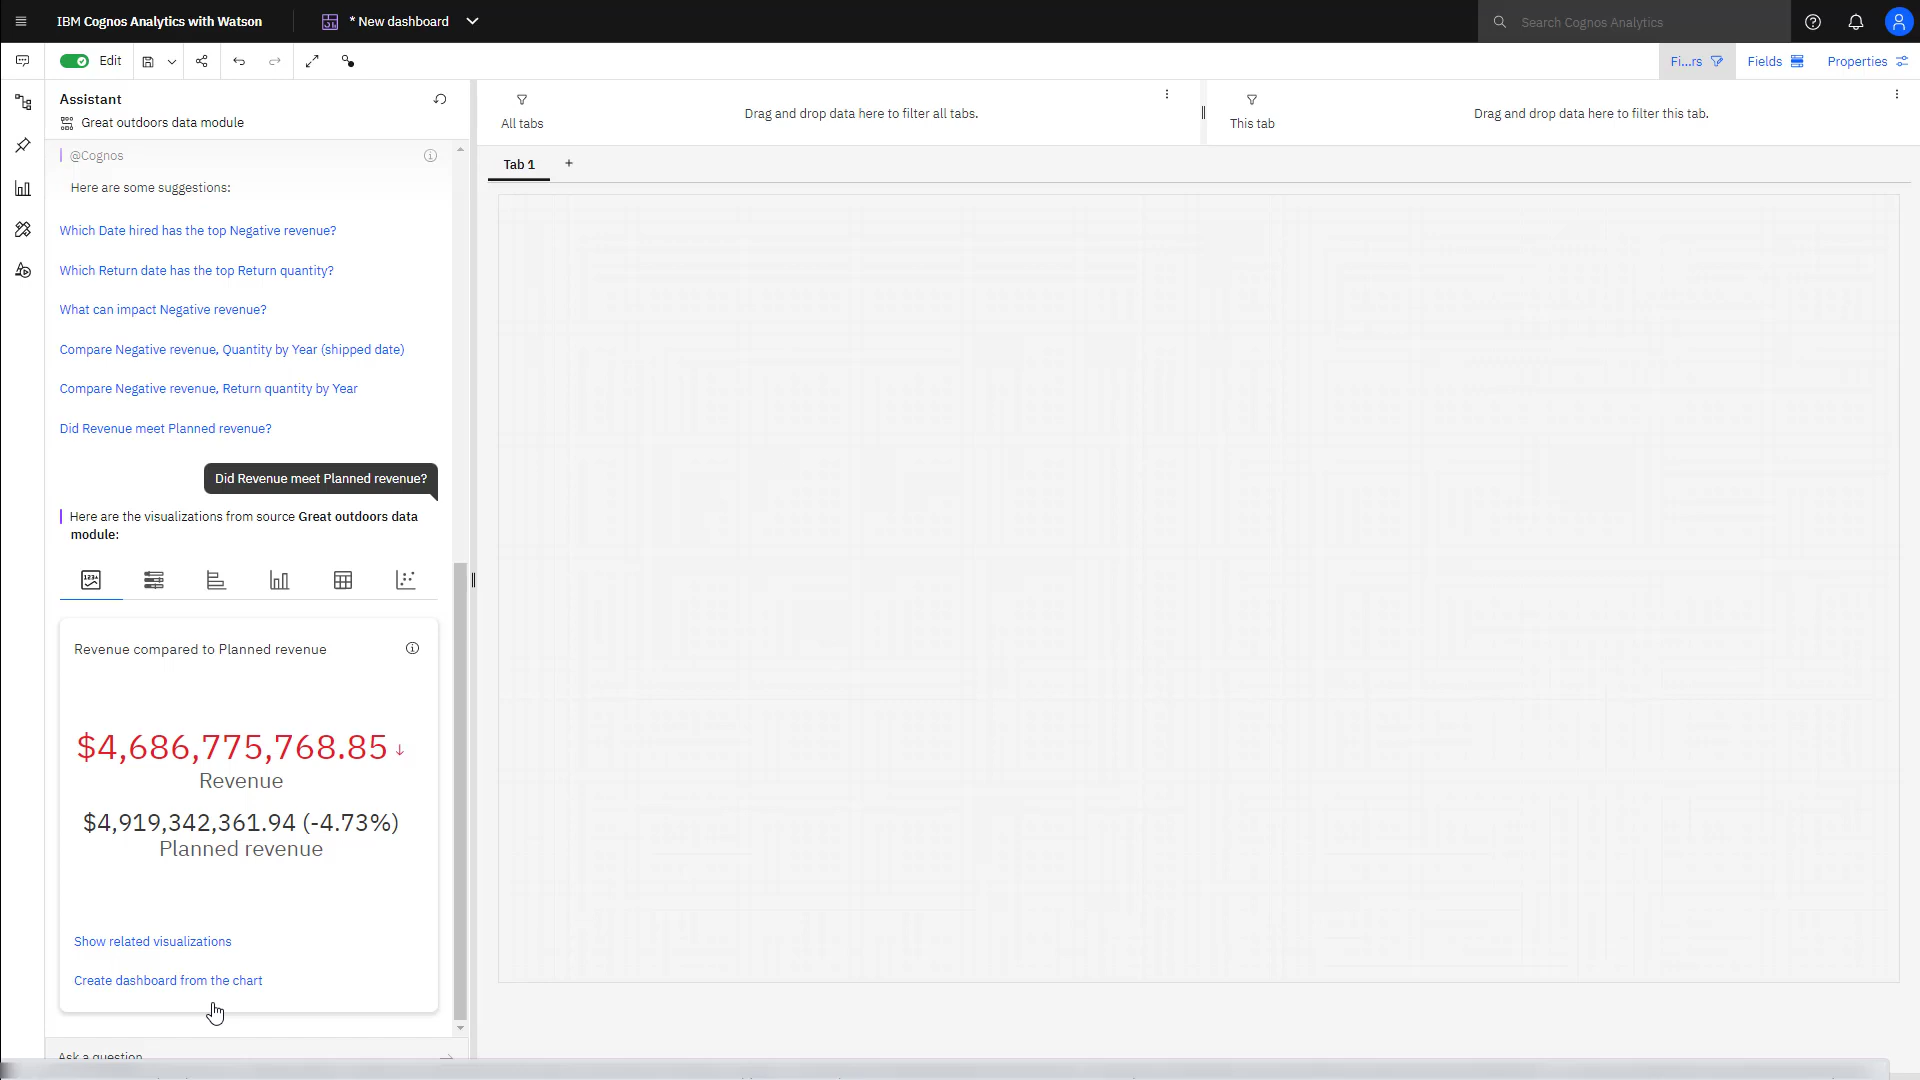 IBM Cognos Analytics with Watson
* New dashboard
Search Cognos Analytics
Edit
Fi...rs
Fields
Properties
Assistant
Great outdoors data module
All tabs
Drag and drop data here to filter all tabs.
This tab
Drag and drop data here to filter this tab.
Tab 1
@Cognos
Here are some suggestions:
Which Date hired has the top Negative revenue?
Which Return date has the top Return quantity?
What can impact Negative revenue?
Compare Negative revenue, Quantity by Year (shipped date)
Compare Negative revenue, Return quantity by Year
Did Revenue meet Planned revenue?
Did Revenue meet Planned revenue?
Here are the visualizations from source Great outdoors data
module:
Revenue compared to Planned revenue
$4,686,775,768.85
Revenue
$4,919,342,361.94 (-4.73%)
Planned revenue
Show related visualizations
Create dashboard from the chart
Ask a question